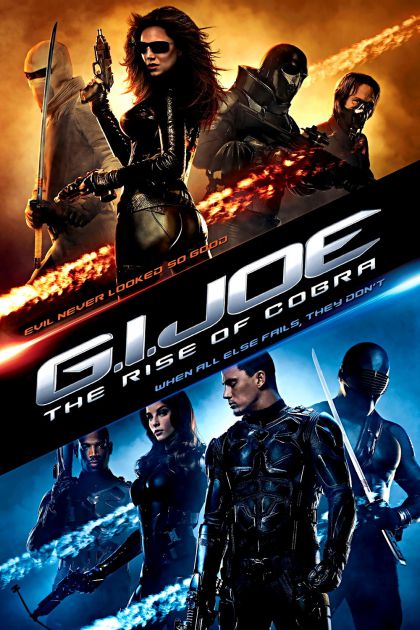 EVIL NEVER LOOKED SO GOOD
G.I.JOE
THE RISE OF COBRA
WHEN ALL ELSE FAILS, THEY DON'T